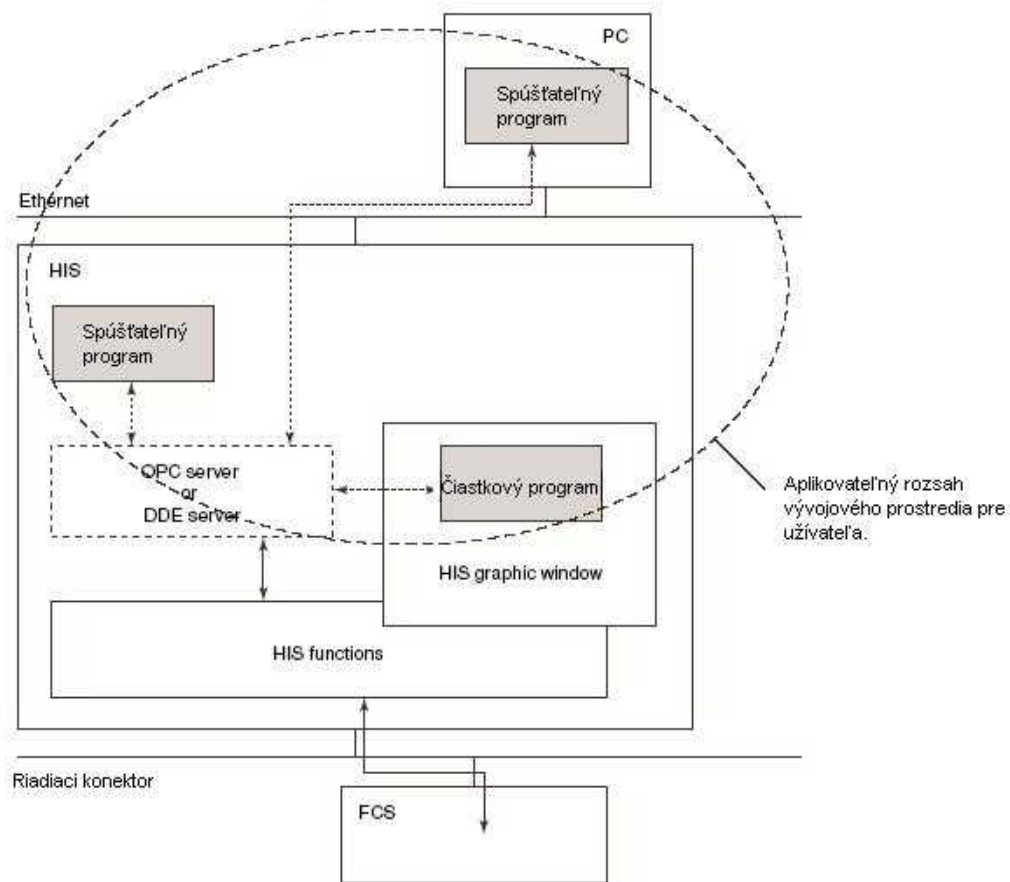 PC
Spúšťateľný
program
Ethernet
HIS
Spúšťateľný
program
OPC server
or
DDE server
Čiastkový program
Aplikovateľný rozsah
vývojového prostredia pre
užívateľa.
HIS graphic window
HIS functions
Riadiaci konektor
FCS